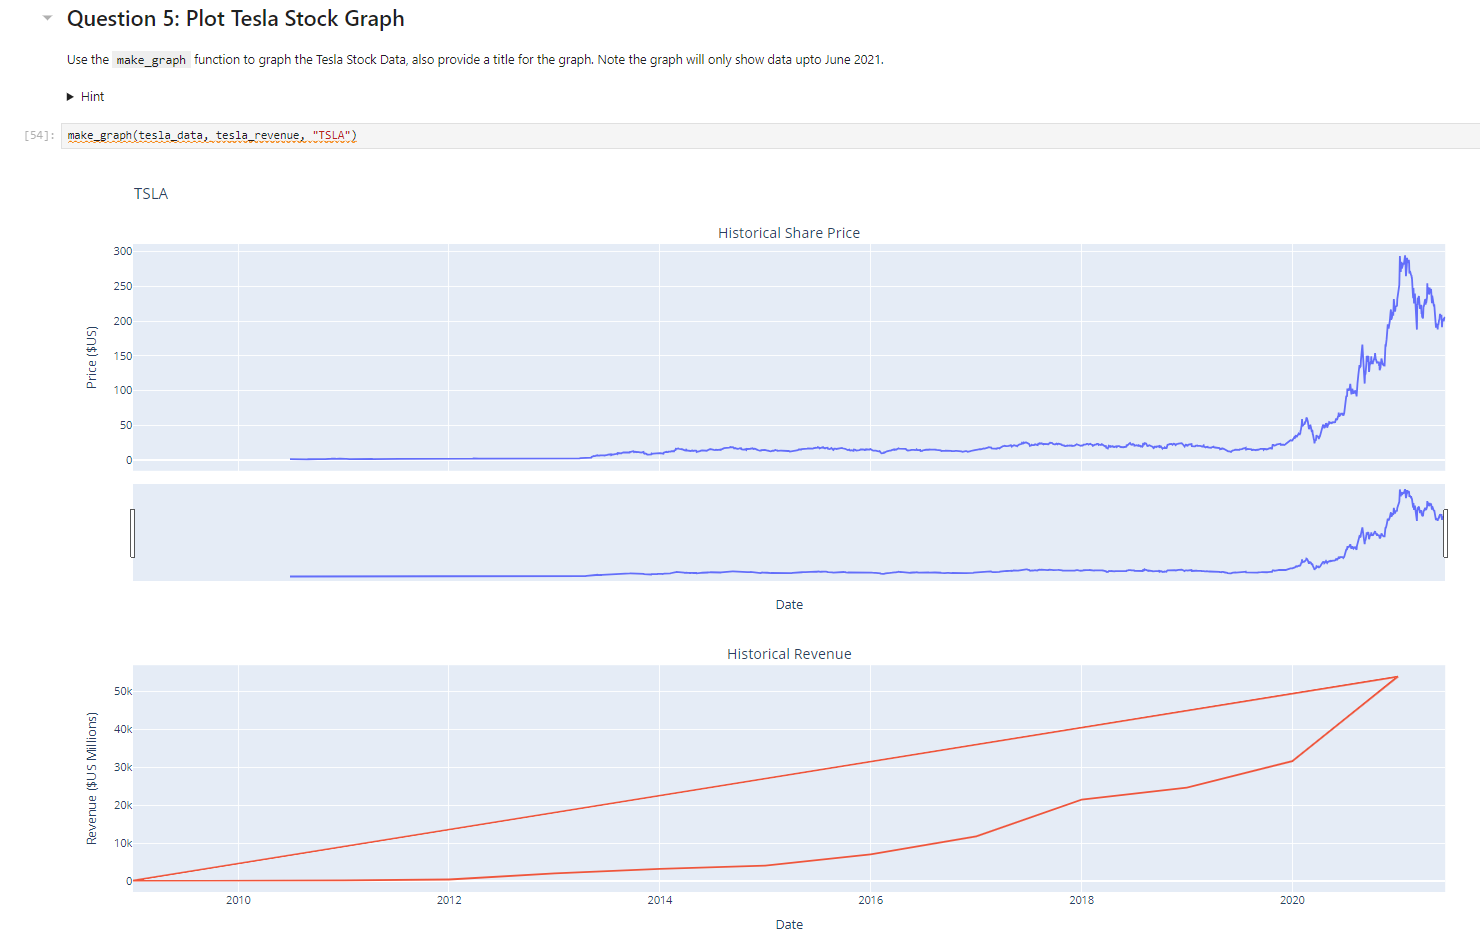 Question 5: Plot Tesla Stock Graph
Use the make_graph function to graph the Tesla Stock Data, also provide a title for the graph. Note the graph will only show data upto June 2021.
Hint
[54]: make_graph(tesla_data, tesla_revenue, "TSLA")
TSLA
Historical Share Price
300
250
200
150
100
50
0
Price ($US)
Date
Historical Revenue
50k
40k
30k
20k
10k
0
Revenue ($US Millions)
2010 2012 2014 2016 2018 2020
Date